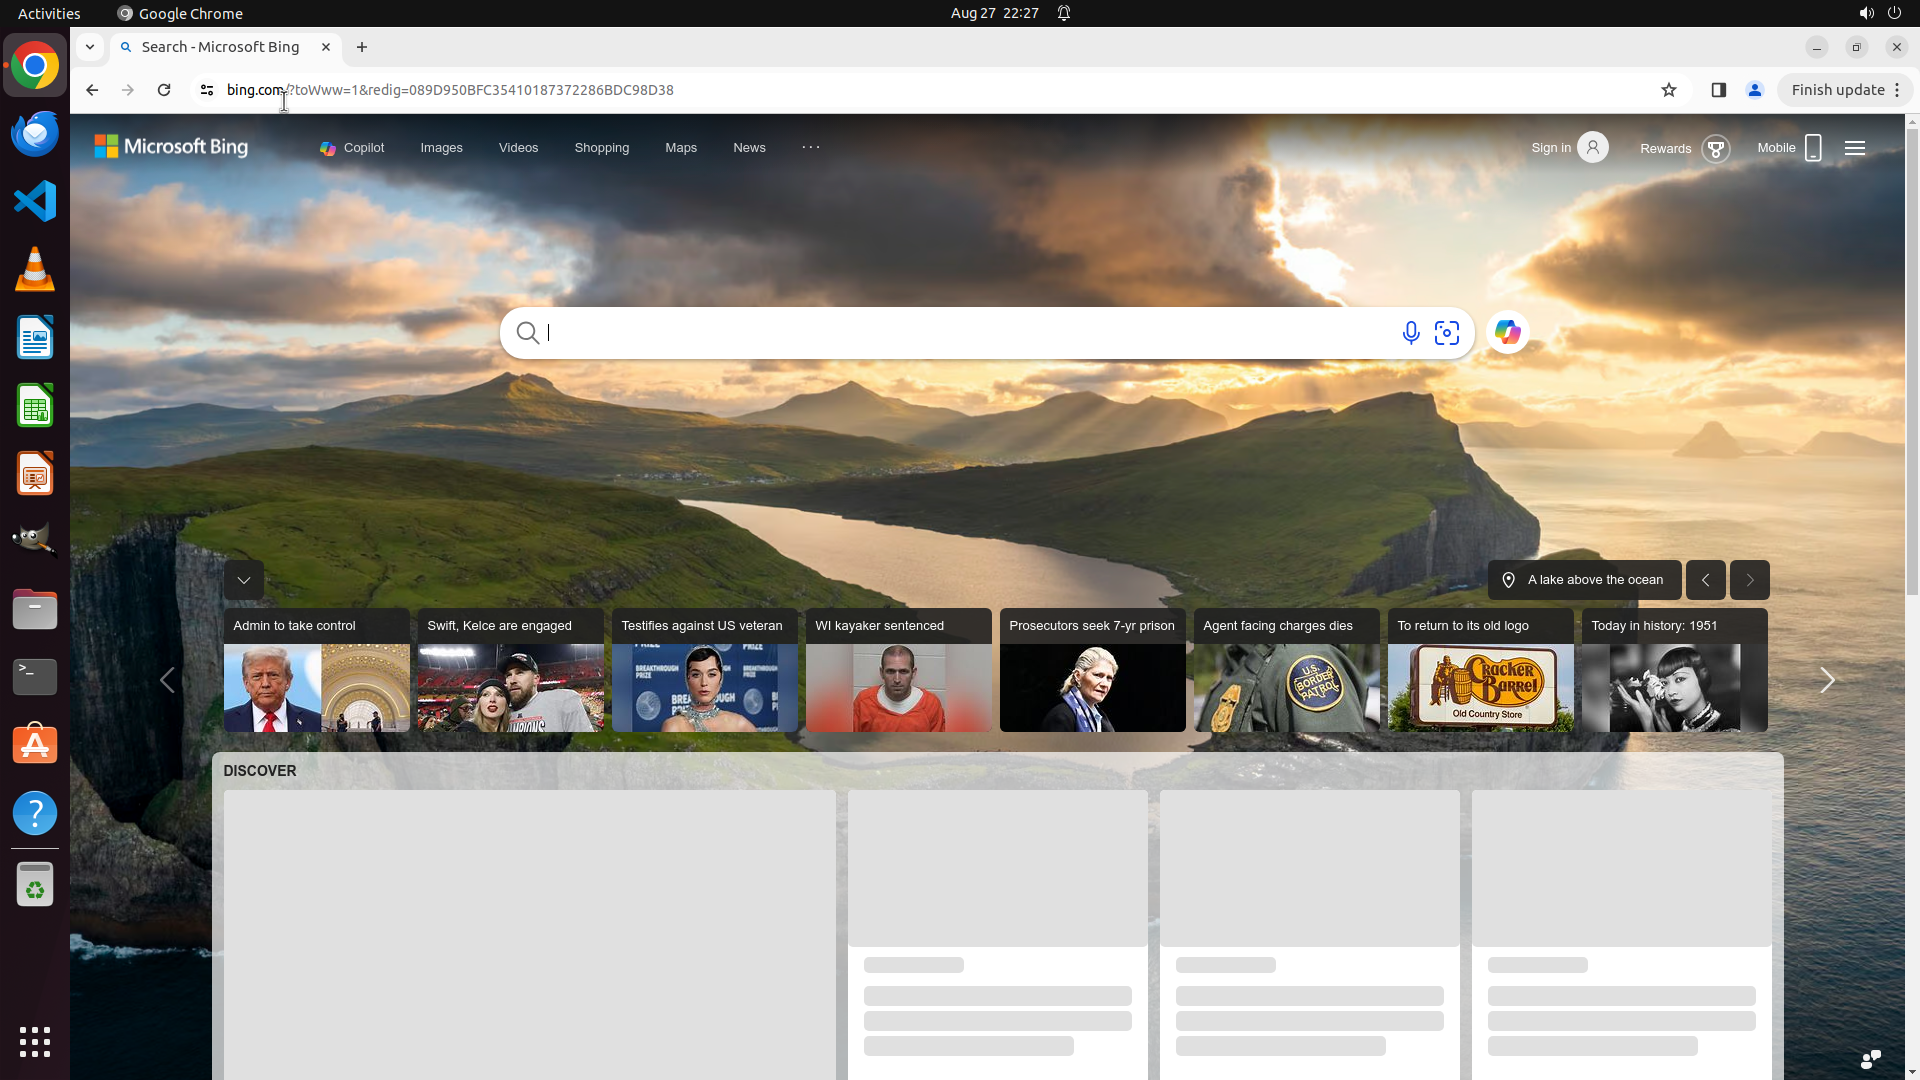 Activities
Google Chrome
Aug 27 22:27
Search - Microsoft Bing
bing.com/?toWww=1&redig=089D950BFC35410187372286BDC98D38
Finish update
Microsoft Bing
Copilot
Images
Videos
Shopping
Maps
News
Sign in
Rewards
Mobile
A lake above the ocean
Admin to take control
Swift, Kelce are engaged
Testifies against US veteran
WI kayaker sentenced
Prosecutors seek 7-yr prison
Agent facing charges dies
To return to its old logo
Today in history: 1951
BREAKTHROUGH
PRIZE
U.S.
BORDER
PATROL
Cracker
Barrel
Old Country Store
DISCOVER